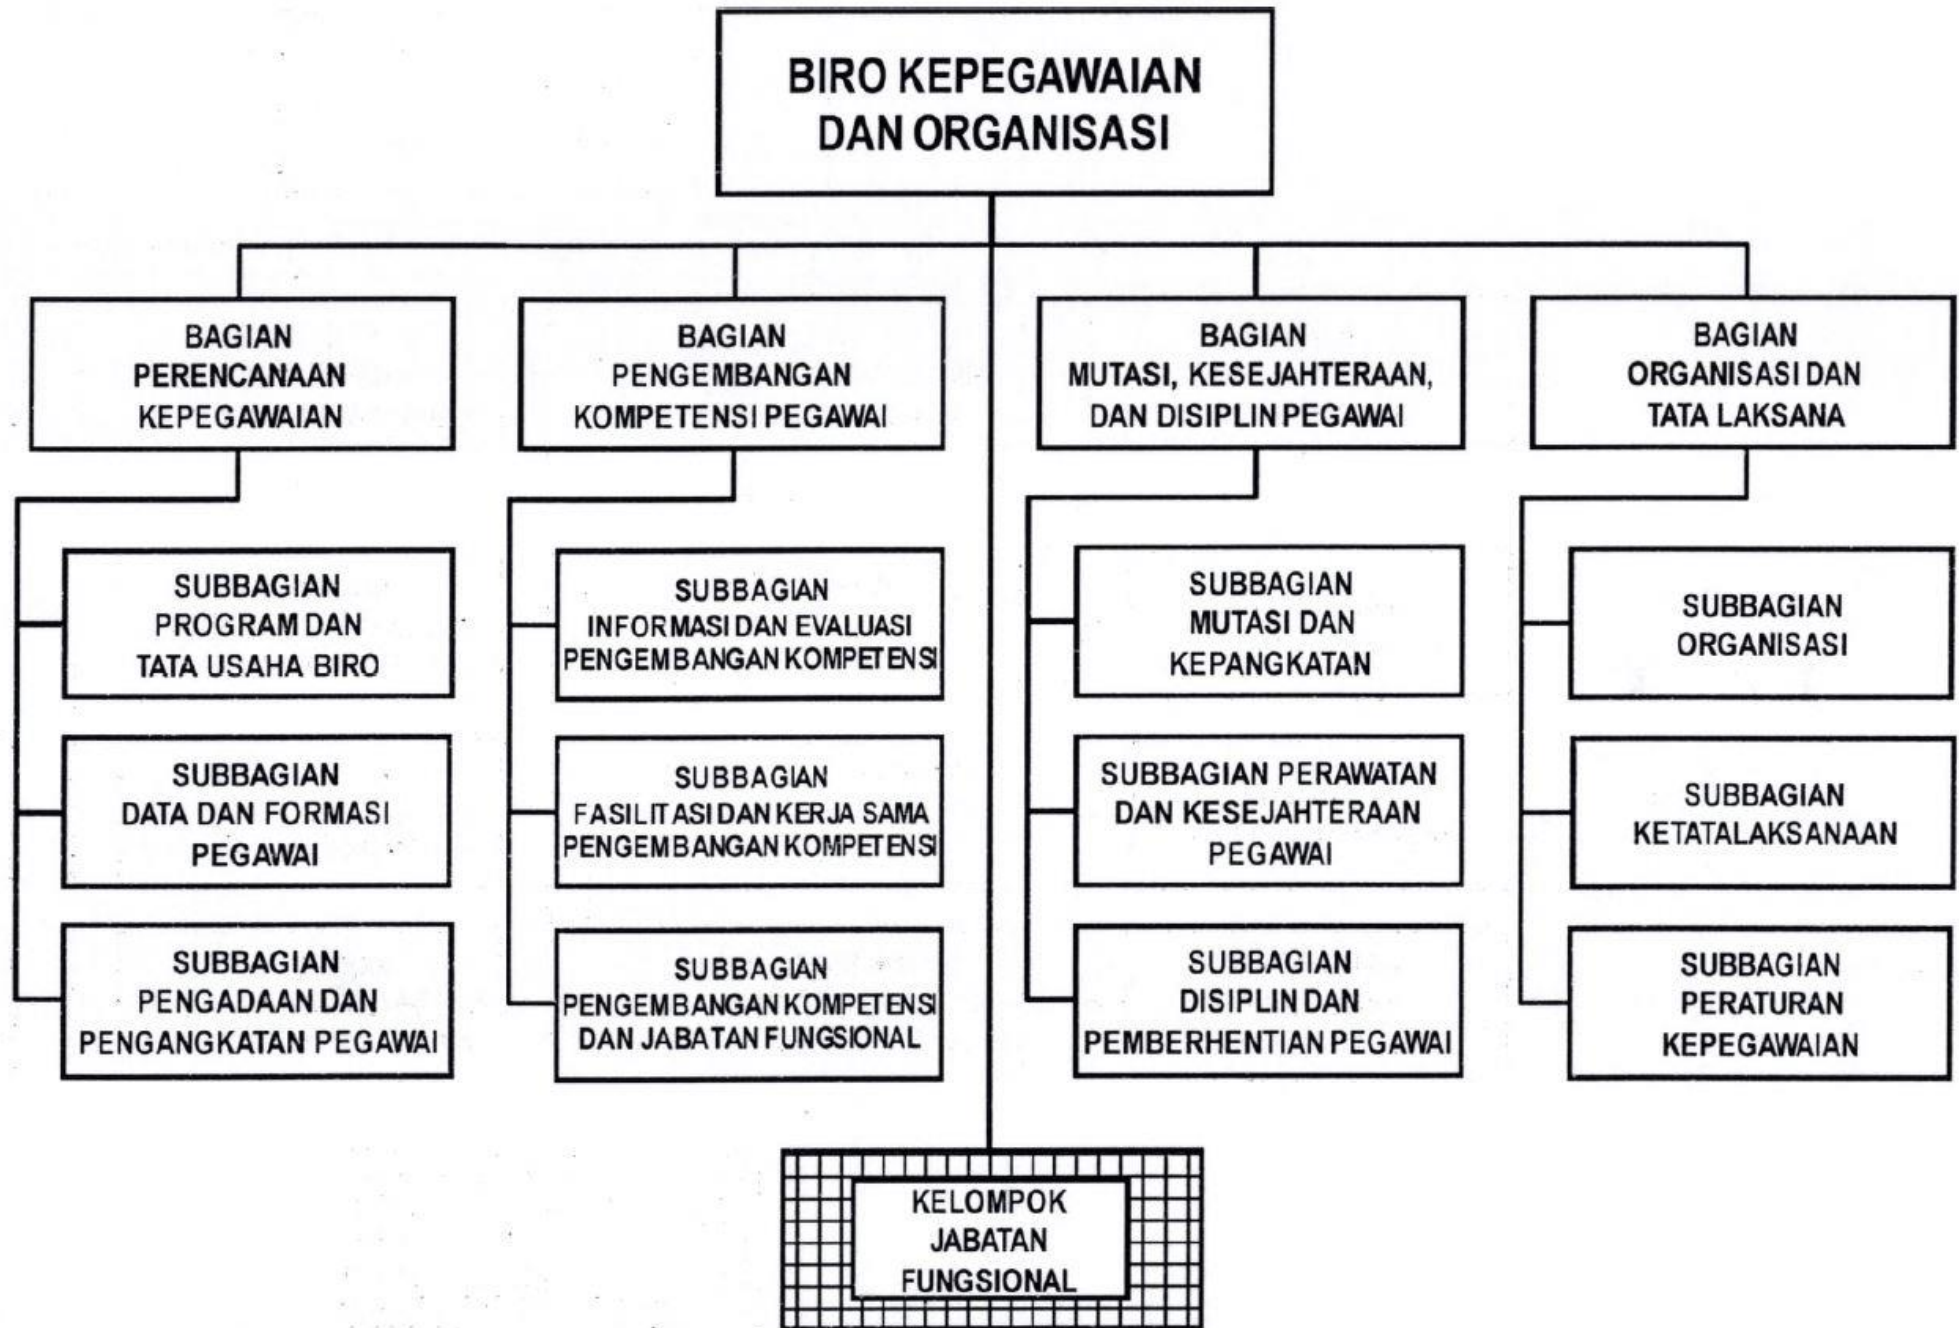 BIRO KEPEGAWAIAN
DAN ORGANISASI
BAGIAN
PERENCANAAN
KEPEGAWAIAN
BAGIAN
PENGEMBANGAN
KOMPETENSI PEGAWAI
BAGIAN
MUTASI, KESEJAHTERAAN,
DAN DISIPLIN PEGAWAI
BAGIAN
ORGANISASI DAN
TATA LAKSANA
SUBBAGIAN
PROGRAM DAN
TATA USAHA BIRO
SUBBAGIAN
INFORMASI DAN EVALUASI
PENGEMBANGAN KOMPETENSI
SUBBAGIAN
MUTASI DAN
KEPANGKATAN
SUBBAGIAN
ORGANISASI
SUBBAGIAN
DATA DAN FORMASI
PEGAWAI
SUBBAGIAN
FASILITASI DAN KERJA SAMA
PENGEMBANGAN KOMPETENSI
SUBBAGIAN PERAWATAN
DAN KESEJAHTERAAN
PEGAWAI
SUBBAGIAN
KETATALAKSANAAN
SUBBAGIAN
PENGADAAN DAN
PENGANGKATAN PEGAWAI
SUBBAGIAN
PENGEMBANGAN KOMPETENSI
DAN JABATAN FUNGSIONAL
SUBBAGIAN
DISIPLIN DAN
PEMBERHENTIAN PEGAWAI
SUBBAGIAN
PERATURAN
KEPEGAWAIAN
KELOMPOK
JABATAN
FUNGSIONAL